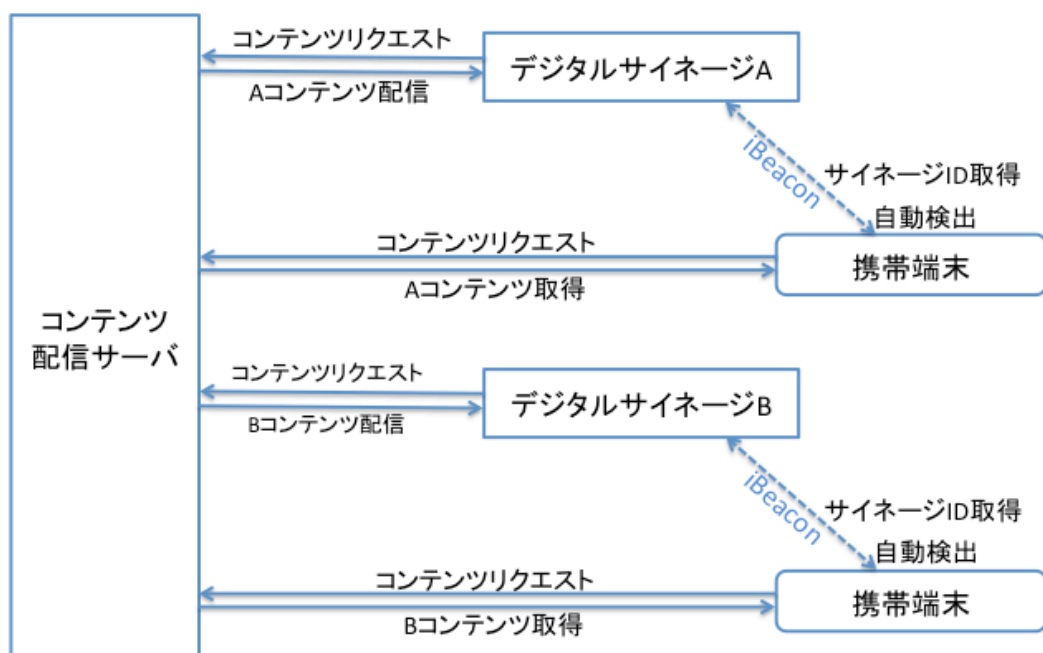 コンテンツリクエスト
デジタルサイネージA
Aコンテンツ配信
iBeacon
サイネージID取得
自動検出
コンテンツリクエスト
携帯端末
Aコンテンツ取得
コンテンツ
配信サーバ
コンテンツリクエスト
デジタルサイネージB
Bコンテンツ配信
iBeacon
サイネージID取得
自動検出
コンテンツリクエスト
携帯端末
Bコンテンツ取得